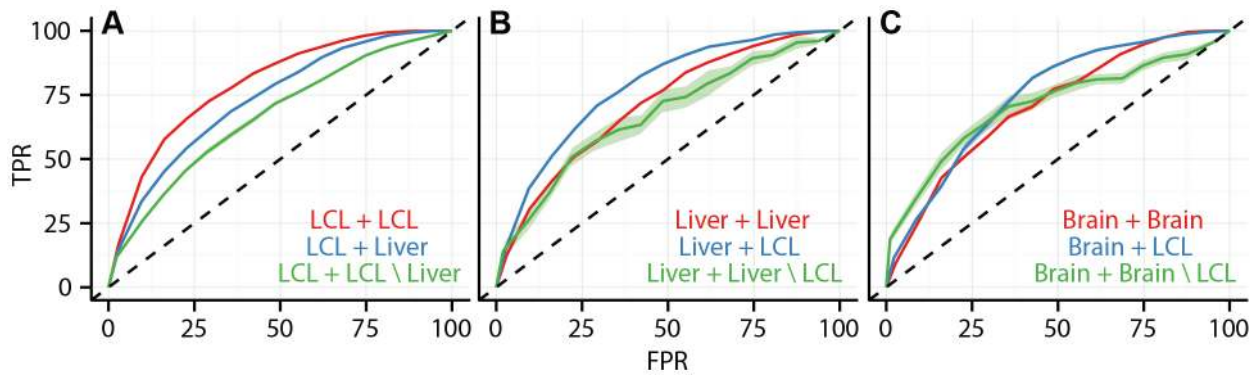 A
B
C
TPR
100
75
50
25
0
LCL + LCL
LCL + Liver
LCL + LCL \ Liver
Liver + Liver
Liver + LCL
Liver + Liver \ LCL
Brain + Brain
Brain + LCL
Brain + Brain \ LCL
0 25 50 75 100
0 25 50 75 100
0 25 50 75 100
FPR